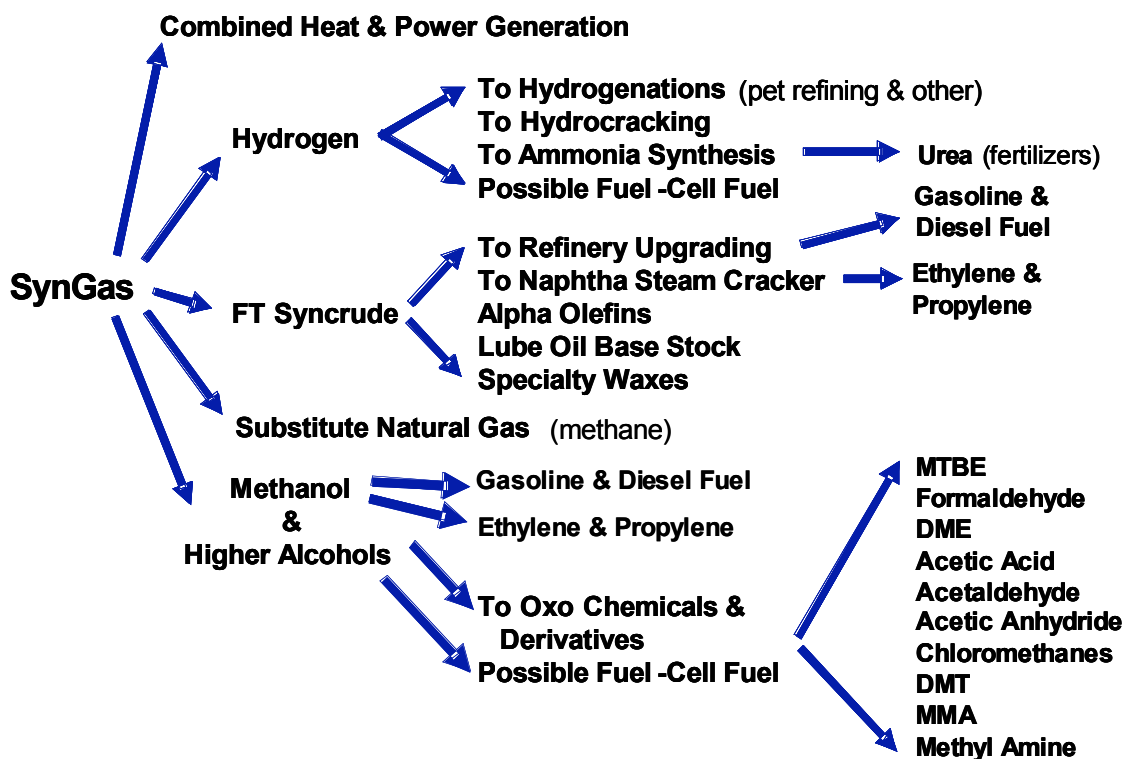 Combined Heat & Power Generation
To Hydrogenations (pet refining & other)
Hydrogen
To Hydrocracking
To Ammonia Synthesis
Urea (fertilizers)
Possible Fuel -Cell Fuel
Gasoline &
Diesel Fuel
To Refinery Upgrading
SynGas
To Naphtha Steam Cracker
Ethylene &
Propylene
FT Syncrude
Alpha Olefins
Lube Oil Base Stock
Specialty Waxes
Substitute Natural Gas (methane)
Methanol
&
Higher Alcohols
Gasoline & Diesel Fuel
Ethylene & Propylene
To Oxo Chemicals &
Derivatives
Possible Fuel -Cell Fuel
MTBE
Formaldehyde
DME
Acetic Acid
Acetaldehyde
Acetic Anhydride
Chloromethanes
DMT
MMA
Methyl Amine